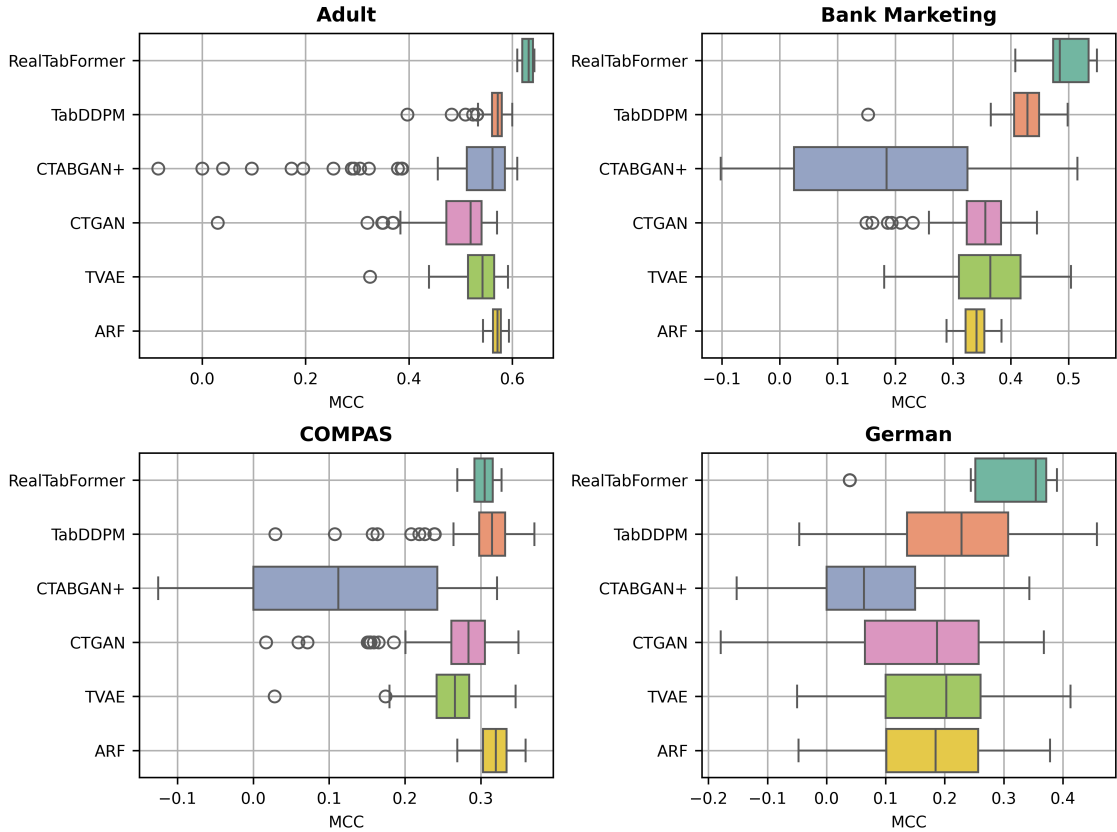 Adult
RealTabFormer
TabDDPM
CTABGAN+
CTGAN
TVAE
ARF
0.0 0.2 0.4 0.6
MCC
Bank Marketing
RealTabFormer
TabDDPM
CTABGAN+
CTGAN
TVAE
ARF
−0.1 0.0 0.1 0.2 0.3 0.4 0.5
MCC
COMPAS
RealTabFormer
TabDDPM
CTABGAN+
CTGAN
TVAE
ARF
−0.1 0.0 0.1 0.2 0.3
MCC
German
RealTabFormer
TabDDPM
CTABGAN+
CTGAN
TVAE
ARF
−0.2 −0.1 0.0 0.1 0.2 0.3 0.4
MCC